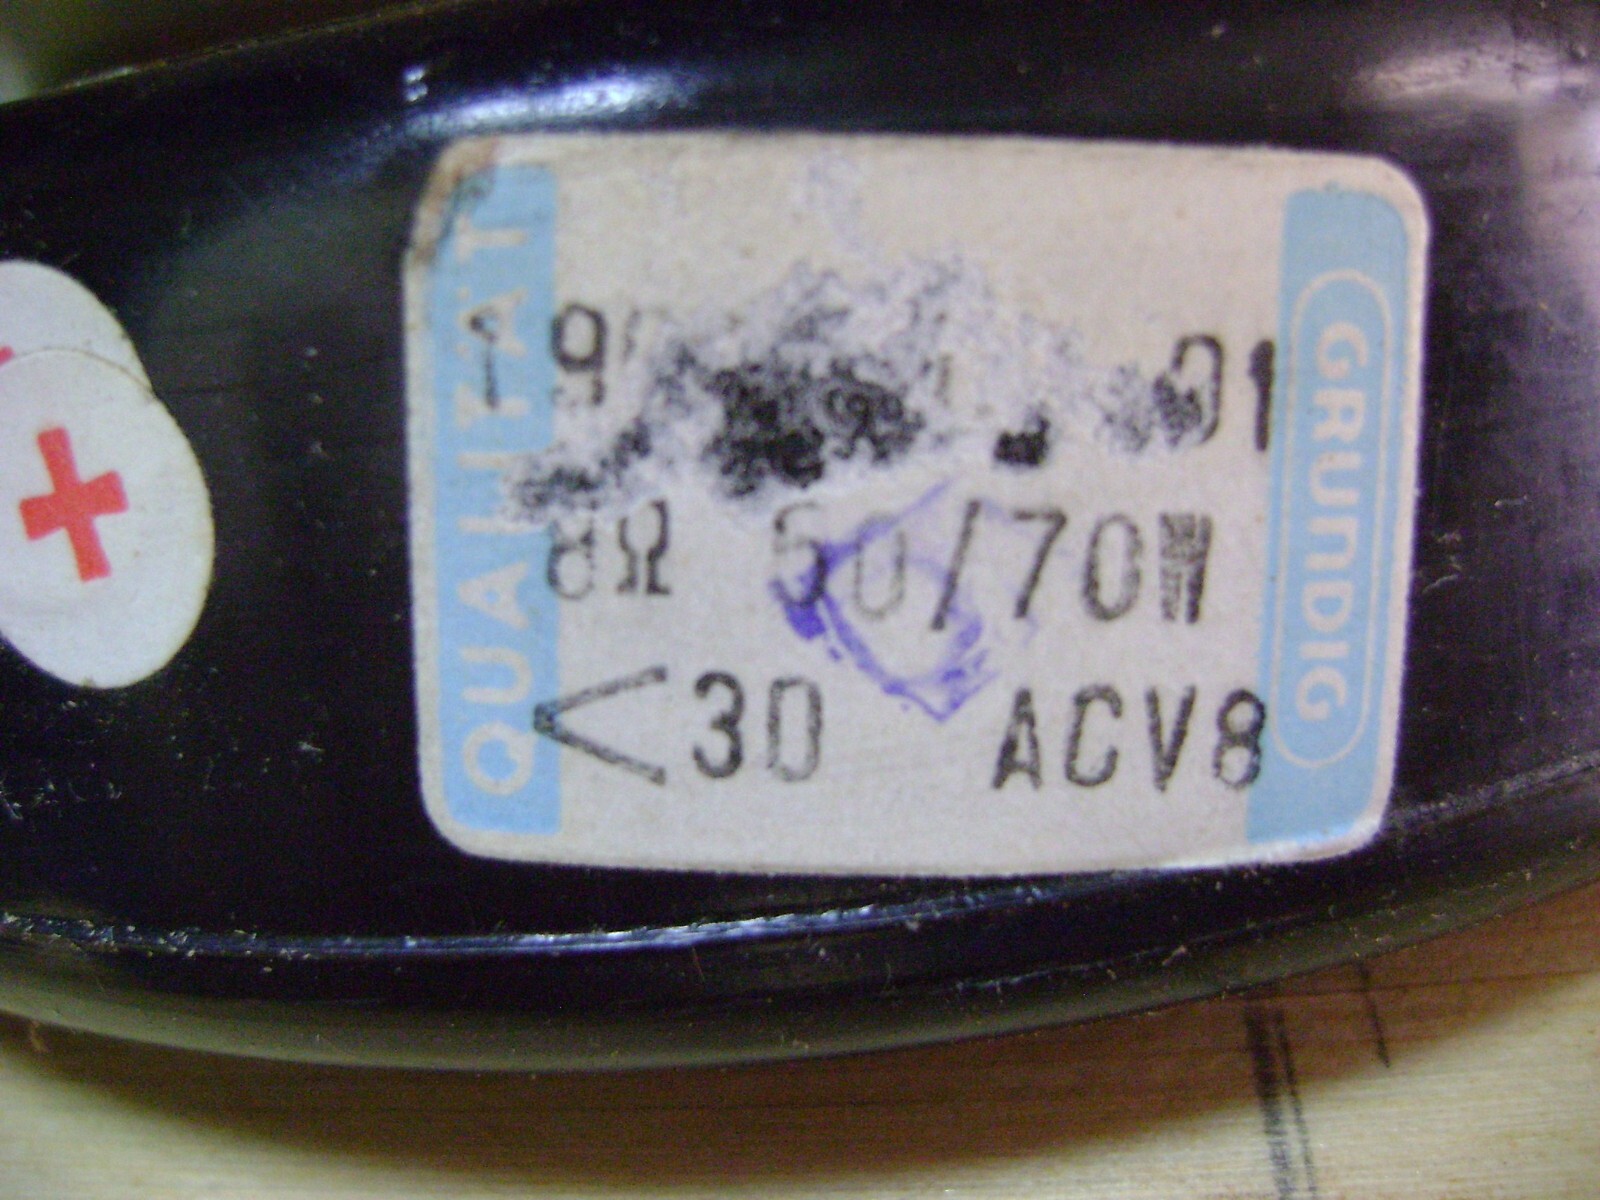 QUALITÄT
8Ω 50/70W
<30 ACV8
GRUNDIG